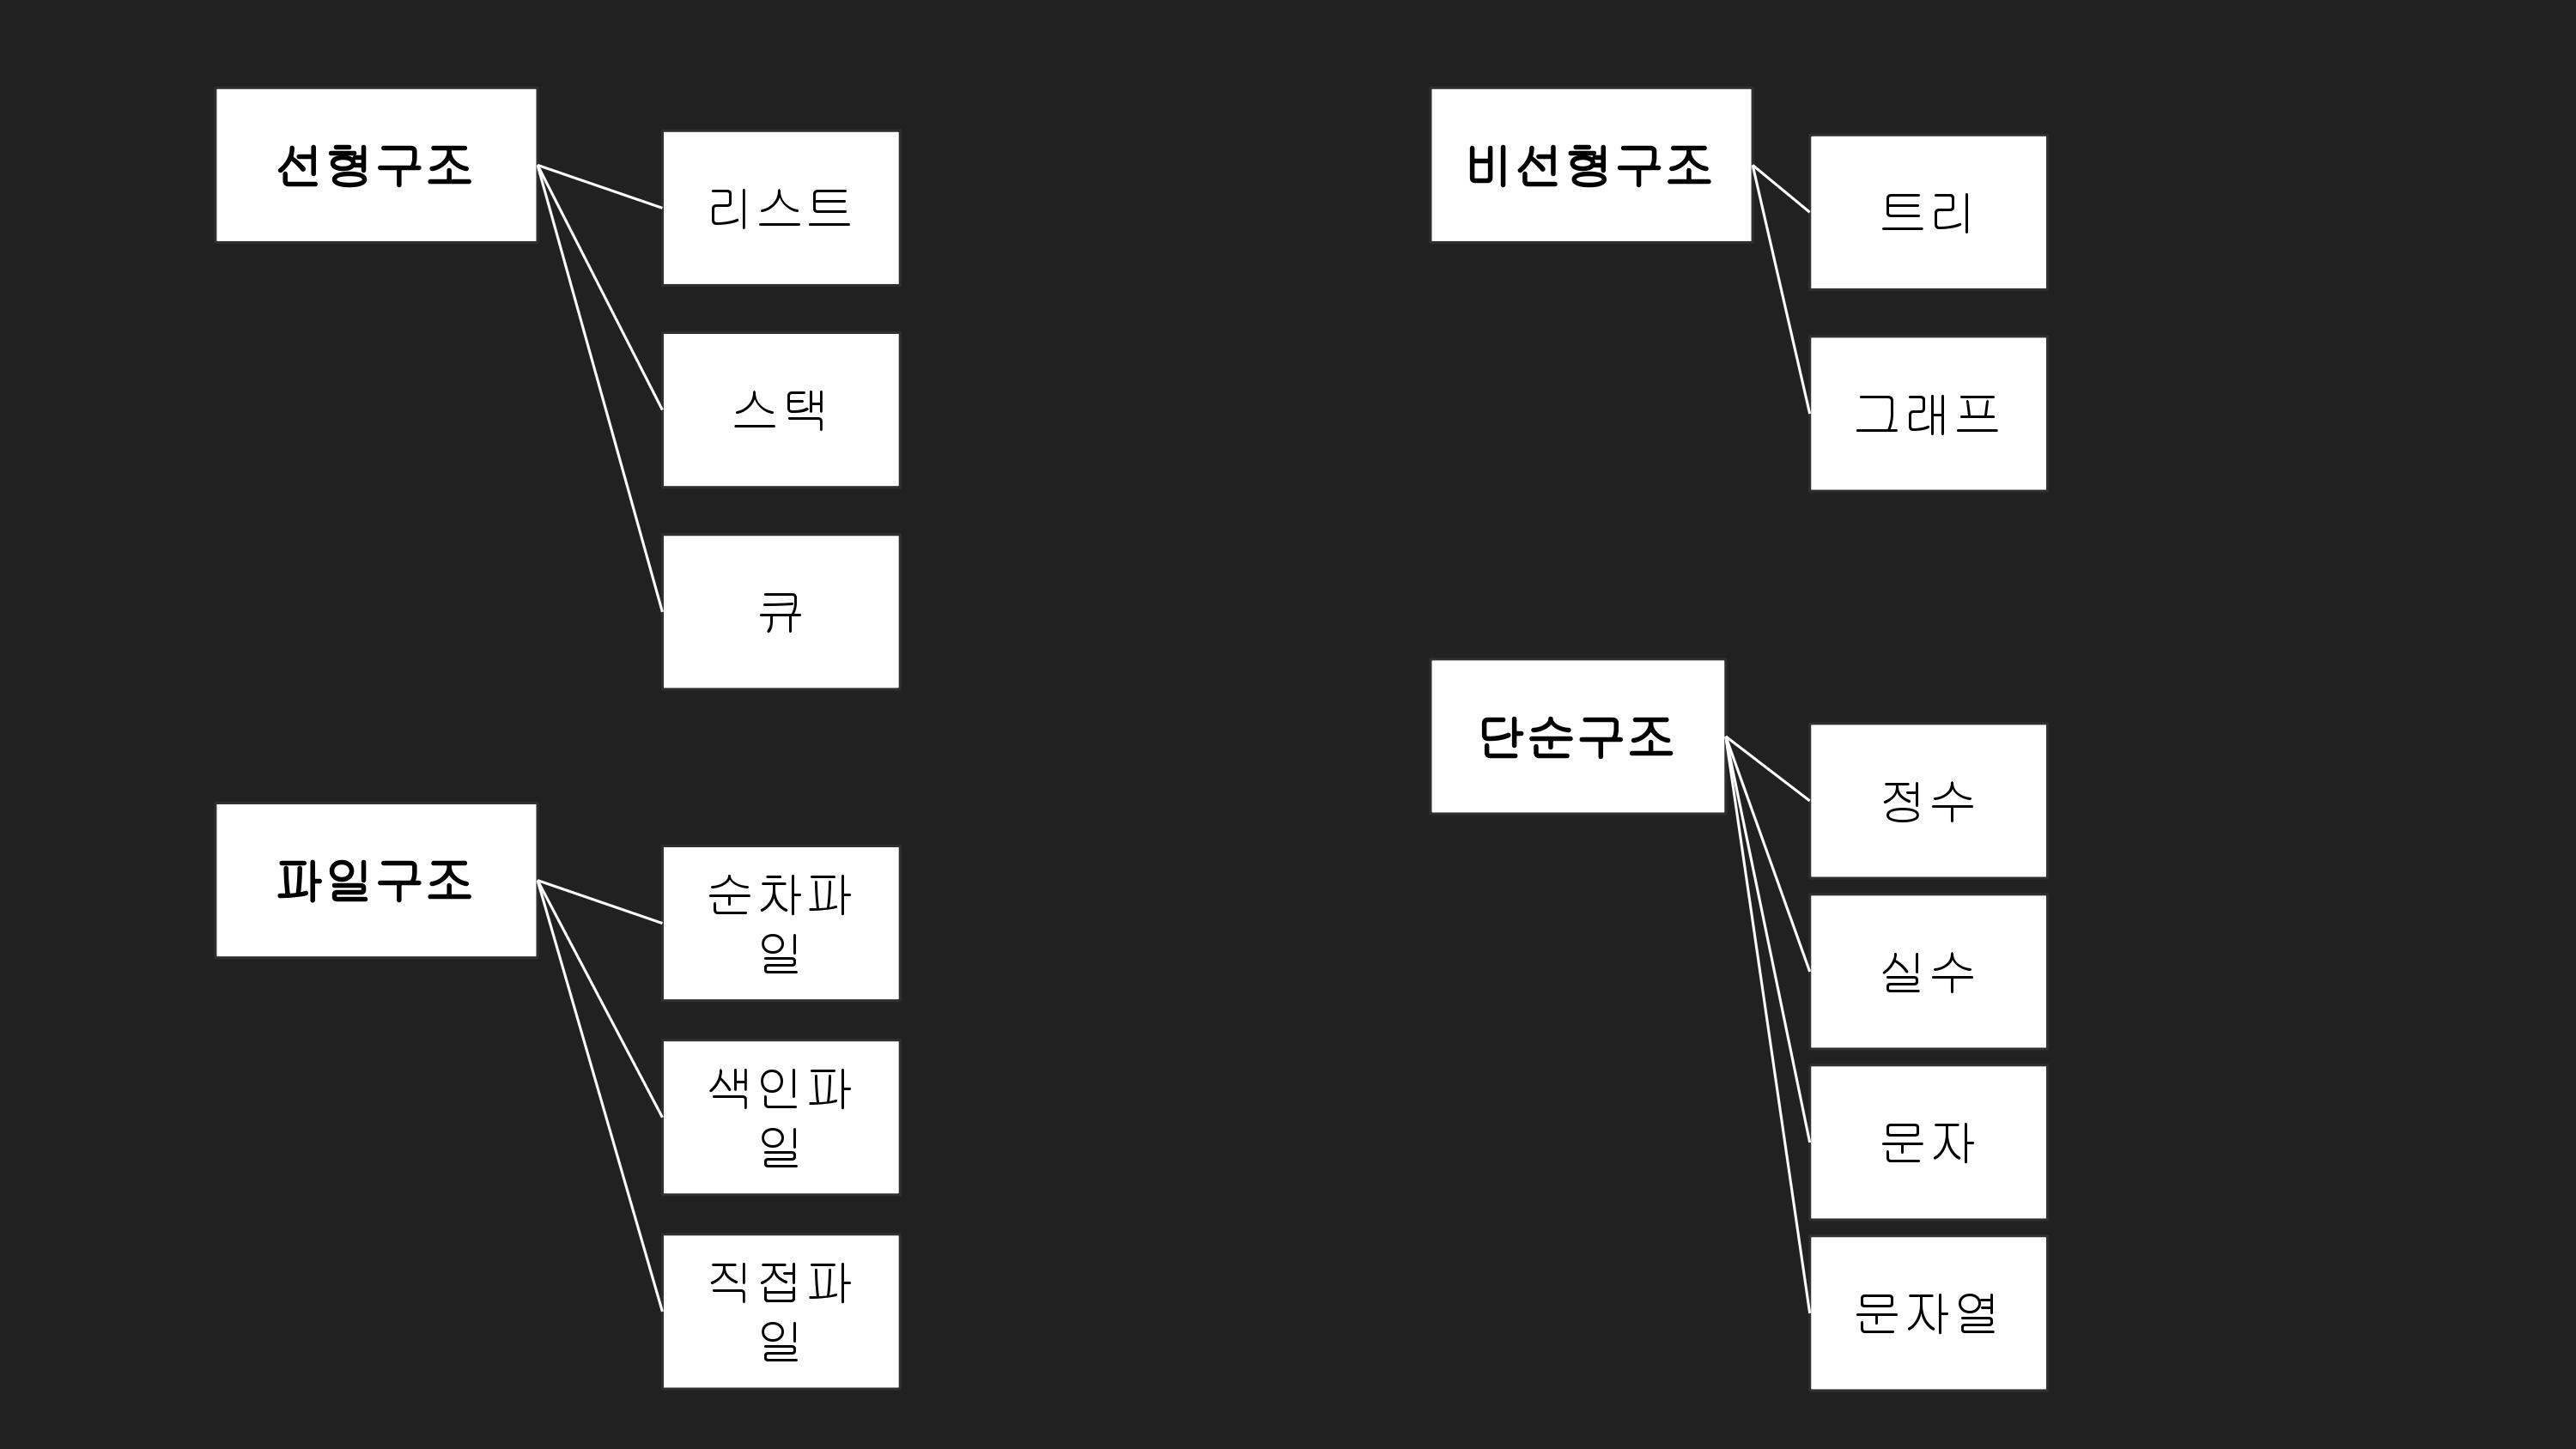 선형구조
리스트
스택
큐
비선형구조
트리
그래프
파일구조
순차파
일
색인파
일
직접파
일
단순구조
정수
실수
문자
문자열